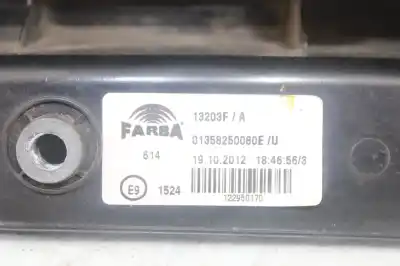 FARBA
614
13203F / A
01358250080E /U
19.10.2012 18:46:56/3
E9 1524
122950170